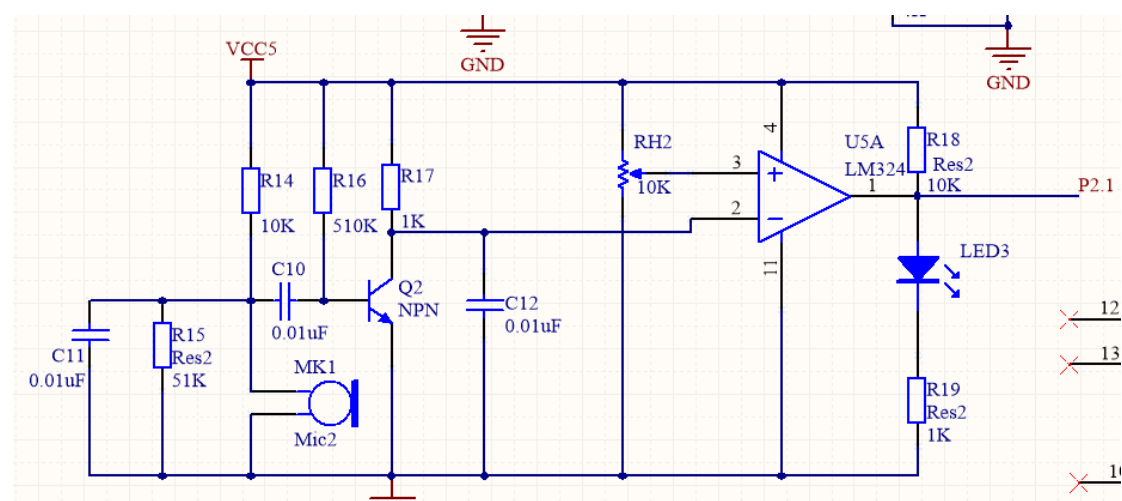 VCC5
GND
GND
R14
10K
R16
510K
R17
1K
RH2
10K
3
2
4
11
1
U5A
LM324
R18
Res2
10K
P2.1
LED3
C10
0.01uF
Q2
NPN
C12
0.01uF
C11
0.01uF
R15
Res2
51K
MK1
Mic2
R19
Res2
1K
12
13